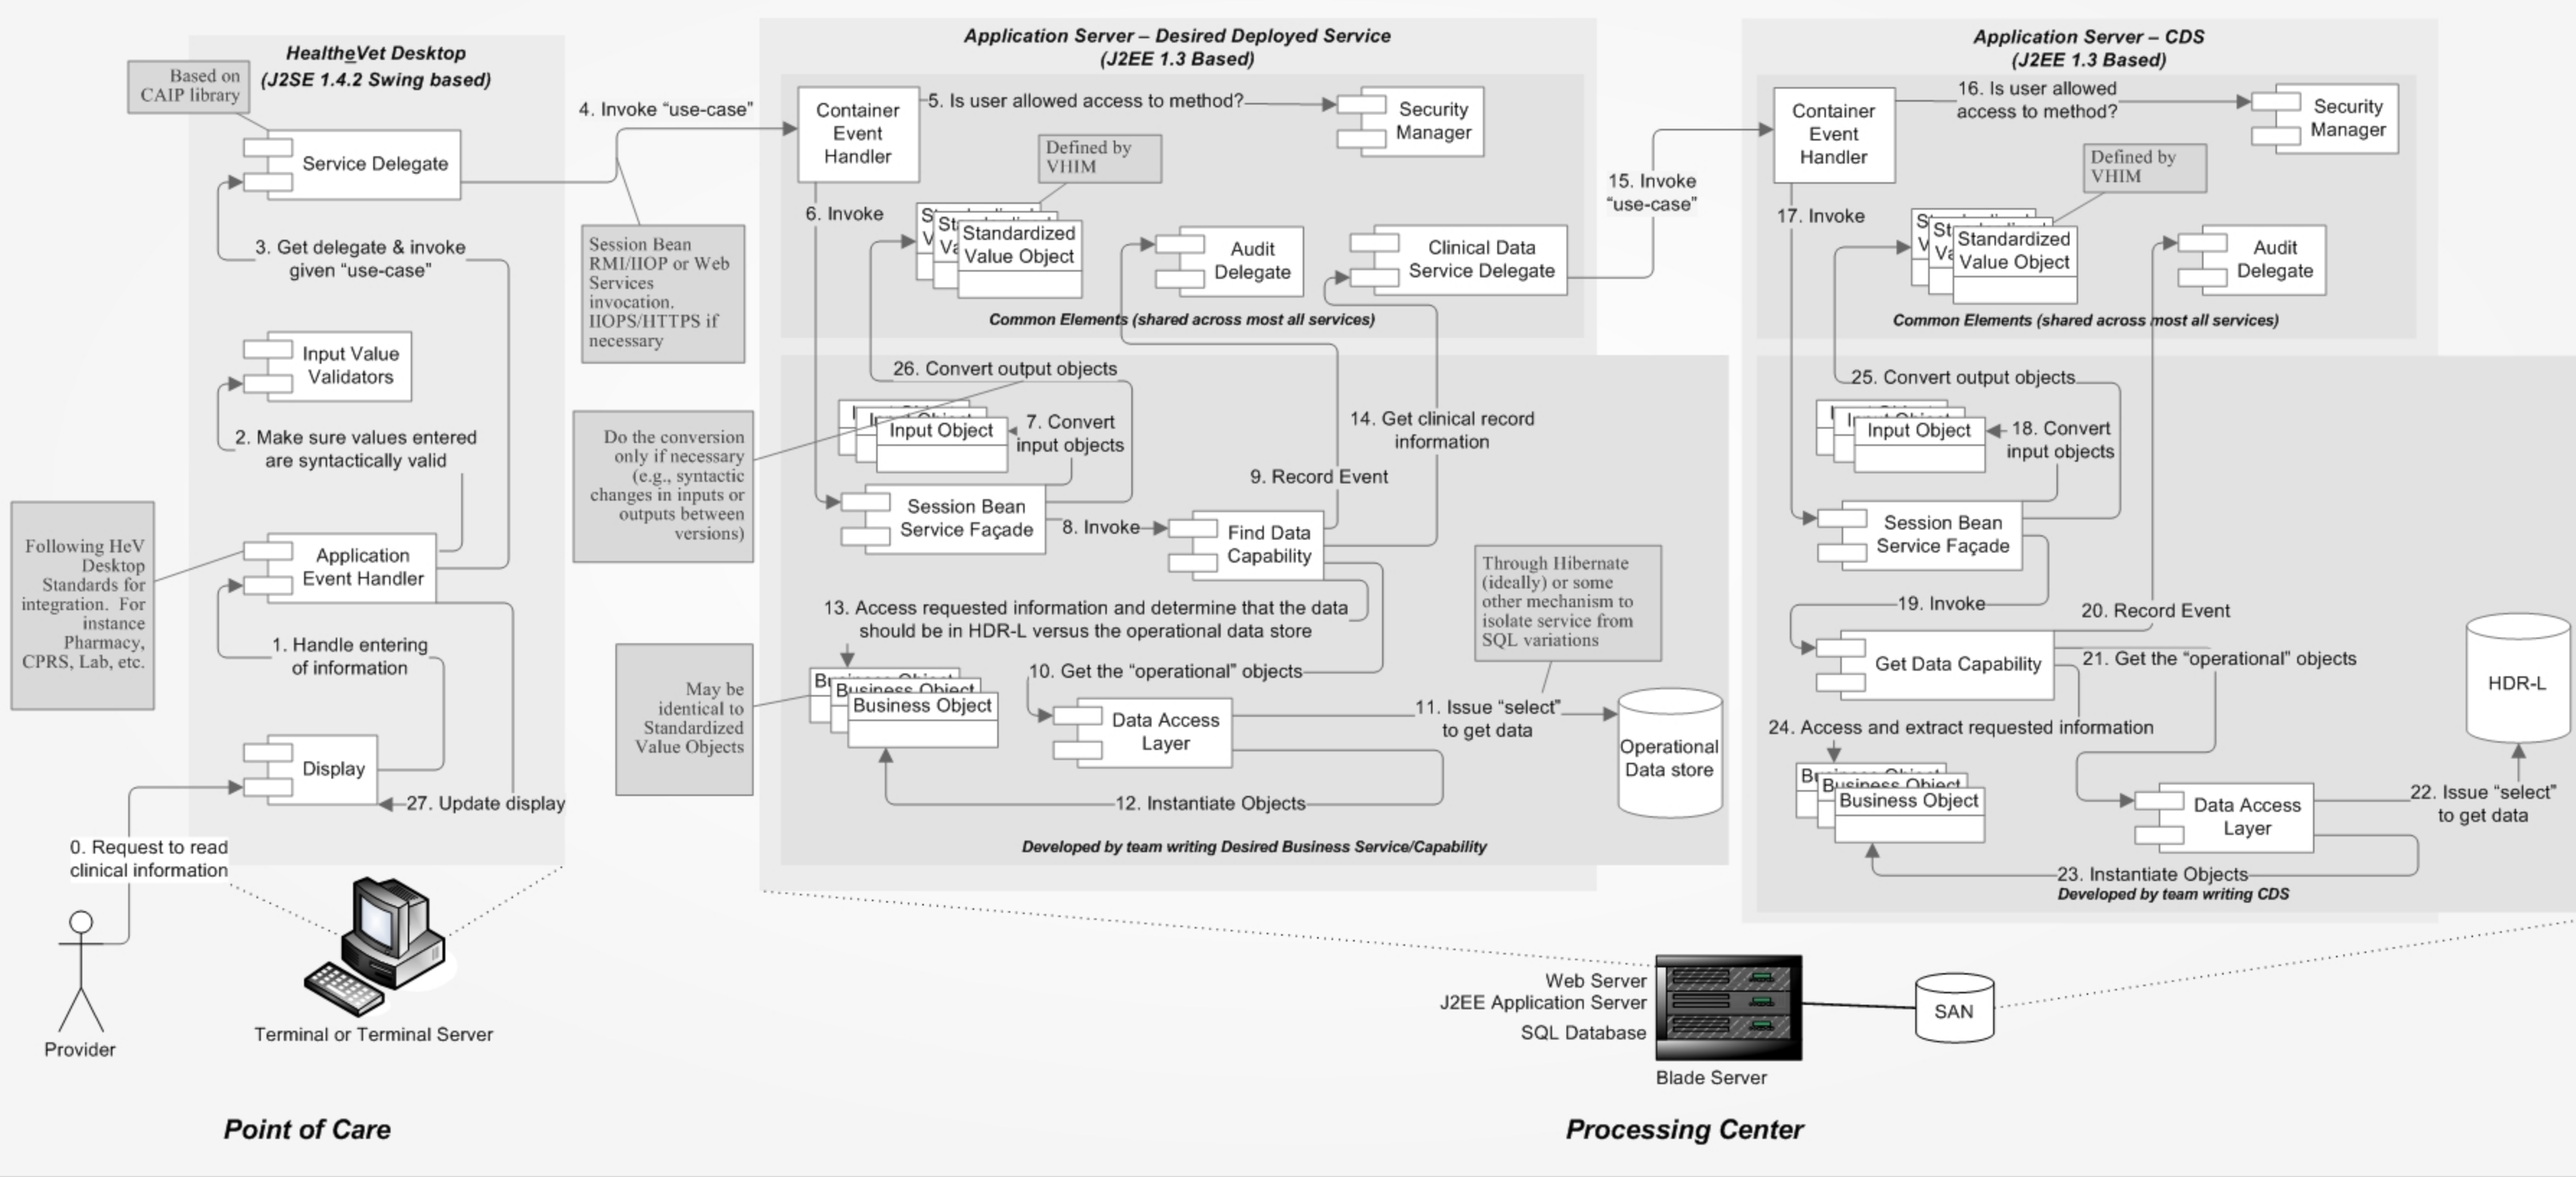 HealtheVet Desktop
(J2SE 1.4.2 Swing based)
Based on
CAIP library
Service Delegate
3. Get delegate & invoke
given “use-case”
Input Value
Validators
2. Make sure values entered
are syntactically valid
Following HeV
Desktop
Standards for
integration. For
instance
Pharmacy,
CPRS, Lab, etc.
Application
Event Handler
1. Handle entering
of information
Display
27. Update display
0. Request to read
clinical information
Provider
Terminal or Terminal Server
Point of Care
4. Invoke “use-case”
Session Bean
RMI/IIOP or Web
Services
invocation.
IIOPS/HTTPS if
necessary
Do the conversion
only if necessary
(e.g., syntactic
changes in inputs or
outputs between
versions)
May be
identical to
Standardized
Value Objects
Application Server – Desired Deployed Service
(J2EE 1.3 Based)
Container
Event
Handler
5. Is user allowed access to method?
Security
Manager
Defined by
VHIM
6. Invoke
Standardized
Value Object
Audit
Delegate
Clinical Data
Service Delegate
Common Elements (shared across most all services)
26. Convert output objects
Input Object
7. Convert
input objects
14. Get clinical record
information
9. Record Event
Session Bean
Service Façade
8. Invoke
Find Data
Capability
Through Hibernate
(ideally) or some
other mechanism to
isolate service from
SQL variations
13. Access requested information and determine that the data
should be in HDR-L versus the operational data store
10. Get the “operational” objects
Business Object
Business Object
Data Access
Layer
11. Issue “select”
to get data
Operational
Data store
12. Instantiate Objects
Developed by team writing Desired Business Service/Capability
15. Invoke
“use-case”
Application Server – CDS
(J2EE 1.3 Based)
Container
Event
Handler
16. Is user allowed
access to method?
Security
Manager
Defined by
VHIM
17. Invoke
Standardized
Value Object
Audit
Delegate
Common Elements (shared across most all services)
25. Convert output objects
Input Object
18. Convert
input objects
Session Bean
Service Façade
19. Invoke
20. Record Event
Get Data Capability
21. Get the “operational” objects
HDR-L
24. Access and extract requested information
Business Object
Business Object
Data Access
Layer
22. Issue “select”
to get data
23. Instantiate Objects
Developed by team writing CDS
Web Server
J2EE Application Server
SQL Database
Blade Server
SAN
Processing Center